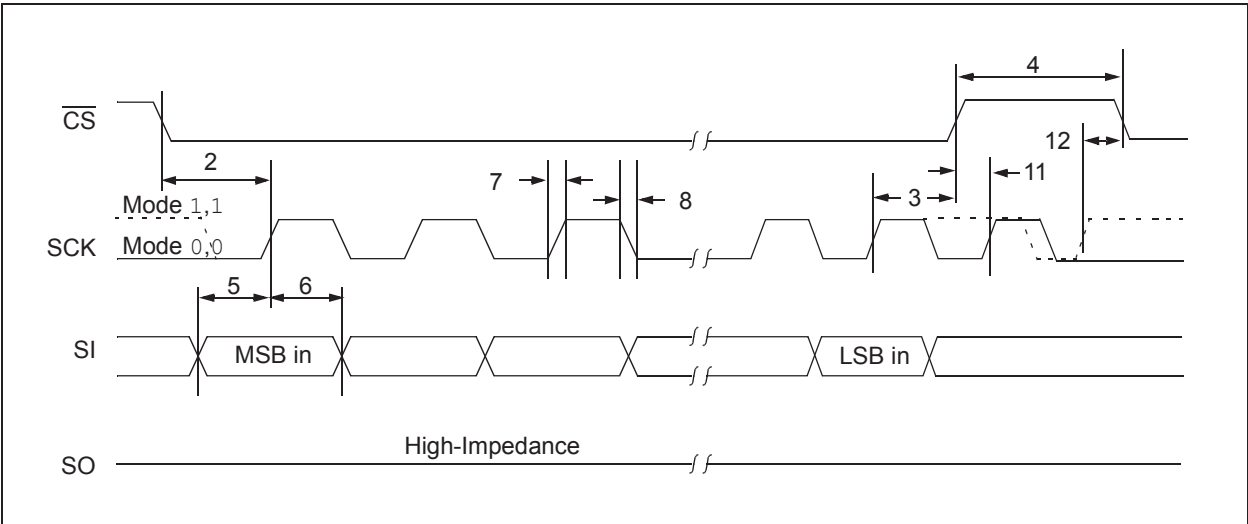 4
CS
12
2
7
8
3
11
Mode 1,1
SCK
Mode 0,0
5
6
SI
MSB in
LSB in
High-Impedance
SO